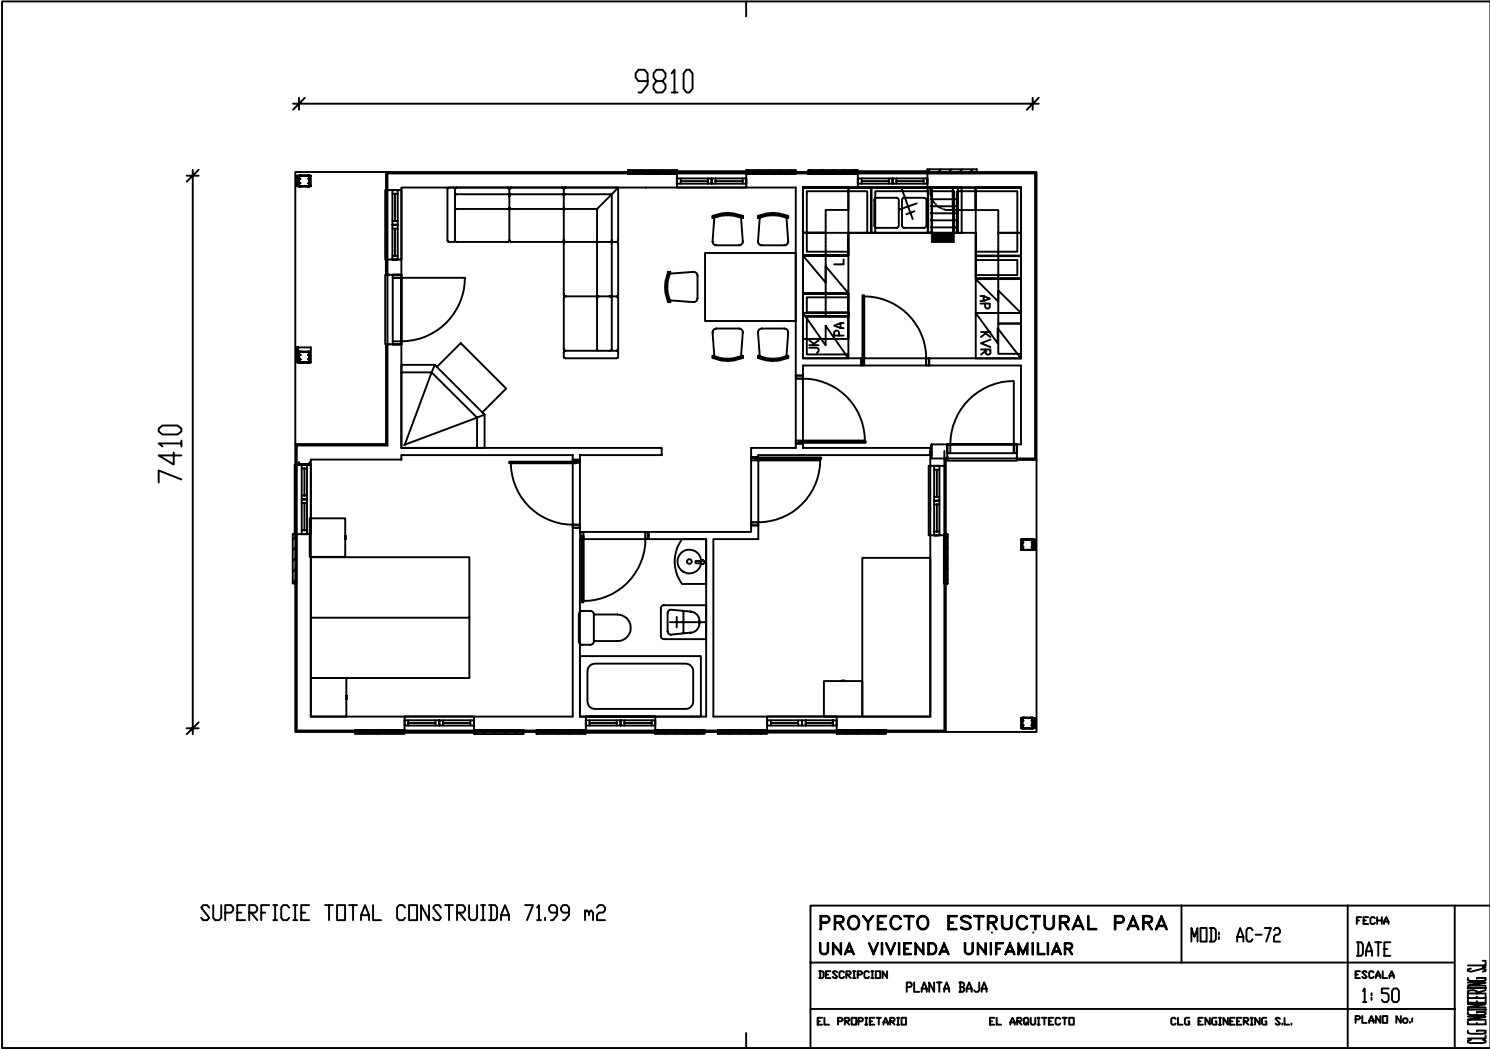 9810
7410
L
PA
JK
AP
KVR
SUPERFICIE TOTAL CONSTRUIDA 71.99 m2
PROYECTO ESTRUCTURAL PARA
UNA VIVIENDA UNIFAMILIAR
MOD: AC-72
FECHA
DATE
DESCRIPCION
PLANTA BAJA
ESCALA
1: 50
EL PROPIETARIO
EL ARQUITECTO
CLG ENGINEERING S.L.
PLANO No.:
CLG ENGINEERING S.L.